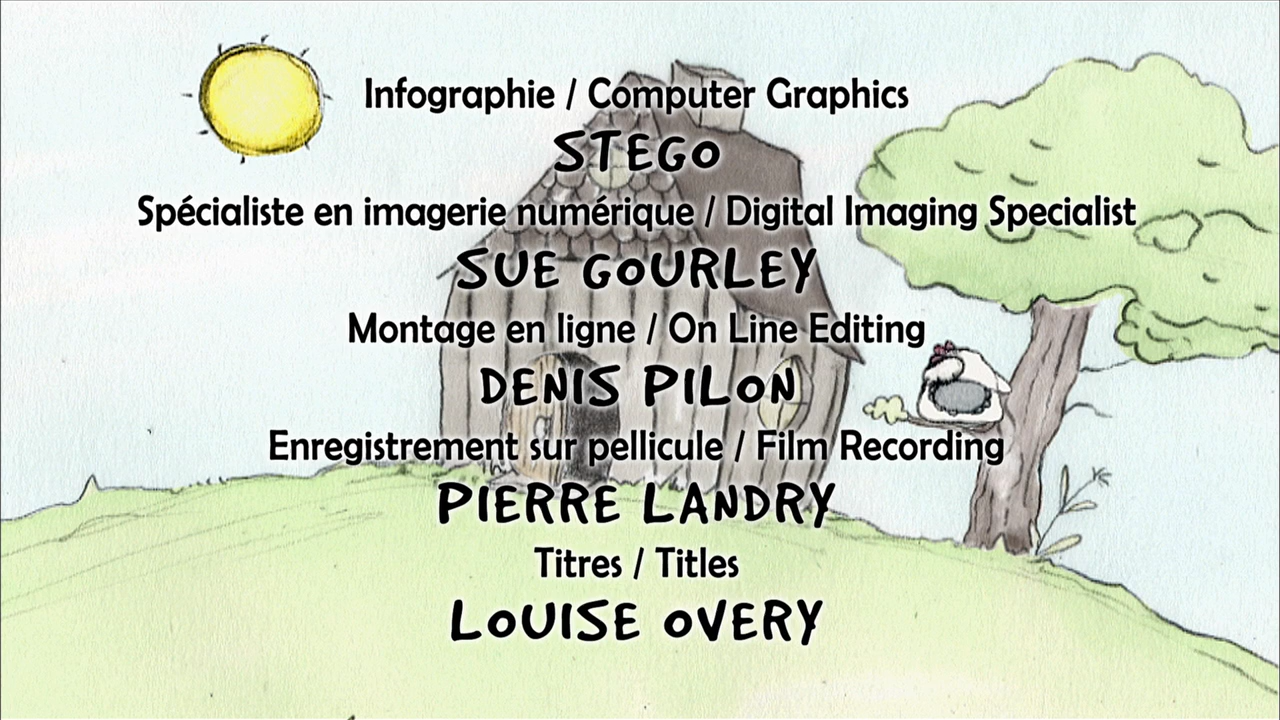 Infographie / Computer Graphics
STEGO
Spécialiste en imagerie numérique / Digital Imaging Specialist
SUE GOURLEY
Montage en ligne / On Line Editing
DENIS PILON
Enregistrement sur pellicule / Film Recording
PIERRE LANDRY
Titres / Titles
LOUISE OVERY